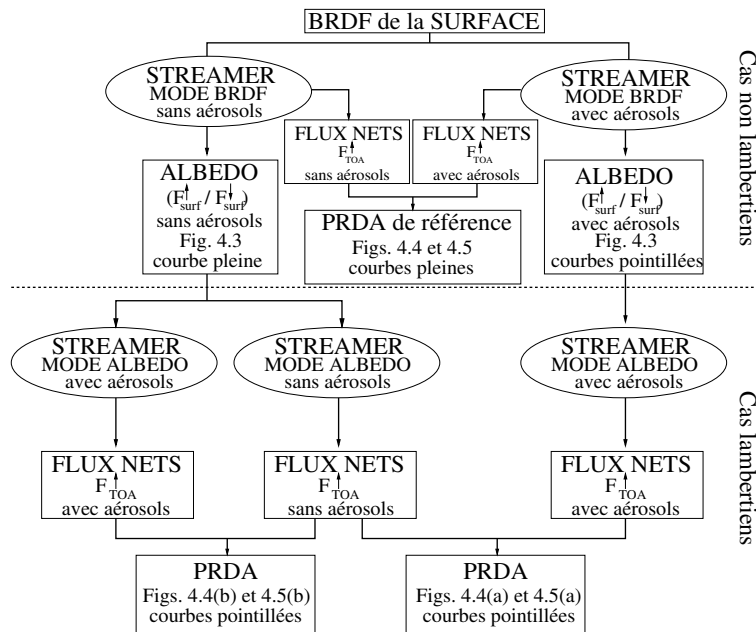 BRDF de la SURFACE
STREAMER
MODE BRDF
sans aérosols
STREAMER
MODE BRDF
avec aérosols
FLUX NETS
F↑TOA
sans aérosols
FLUX NETS
F↑TOA
avec aérosols
ALBEDO
(F↑surf / F↓surf)
sans aérosols
Fig. 4.3
courbe pleine
PRDA de référence
Figs. 4.4 et 4.5
courbes pleines
ALBEDO
(F↑surf / F↓surf)
avec aérosols
Fig. 4.3
courbes pointillées
Cas non lambertiens
STREAMER
MODE ALBEDO
avec aérosols
STREAMER
MODE ALBEDO
sans aérosols
STREAMER
MODE ALBEDO
avec aérosols
FLUX NETS
F↑TOA
avec aérosols
FLUX NETS
F↑TOA
sans aérosols
FLUX NETS
F↑TOA
avec aérosols
PRDA
Figs. 4.4(b) et 4.5(b)
courbes pointillées
PRDA
Figs. 4.4(a) et 4.5(a)
courbes pointillées
Cas lambertiens